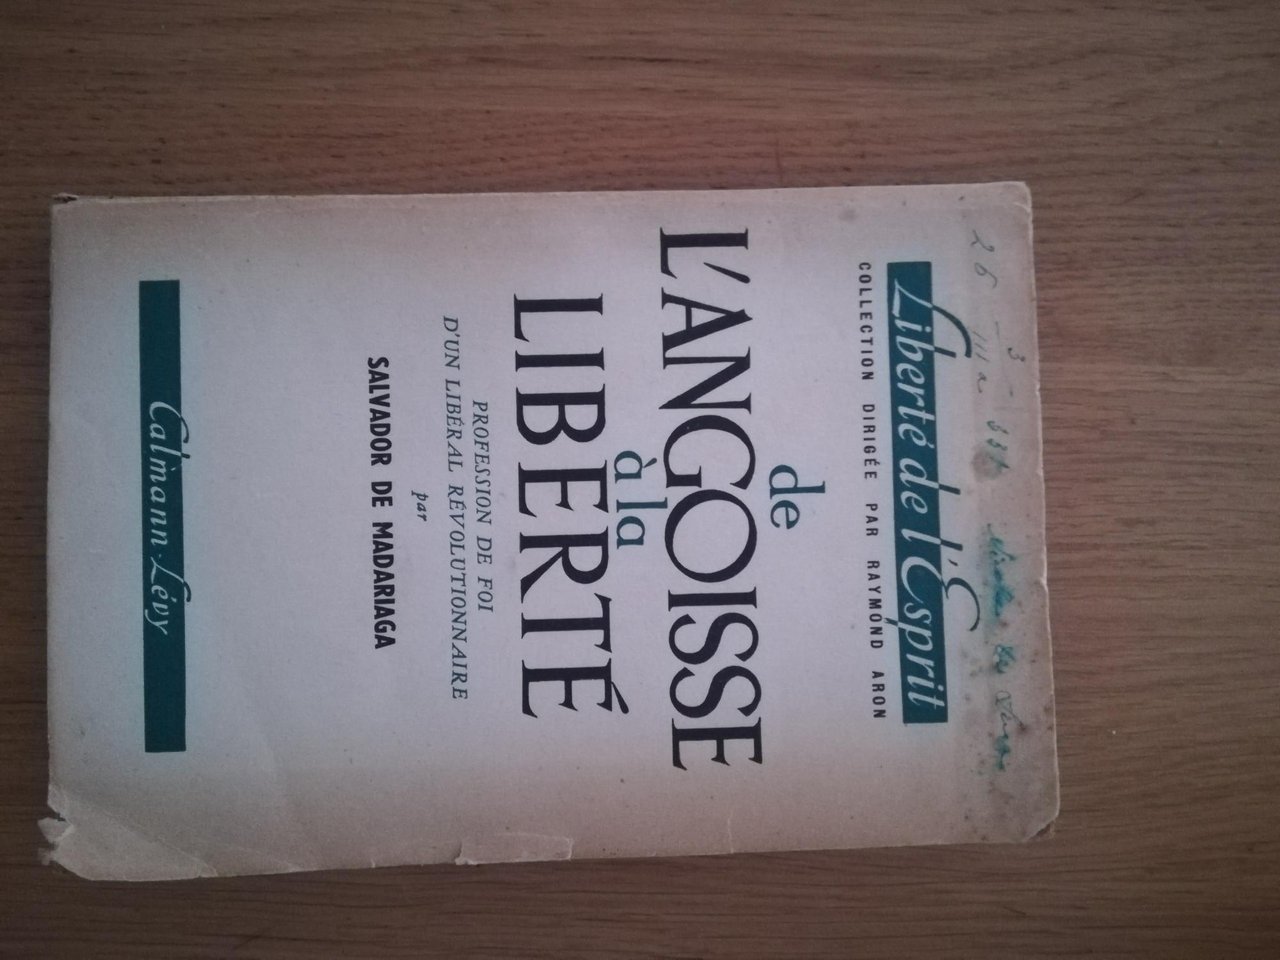 Liberté de l'Esprit
COLLECTION DIRIGÉE PAR RAYMOND ARON
de
L'ANGOISSE
à la
LIBERTÉ
PROFESSION DE FOI
D'UN LIBÉRAL RÉVOLUTIONNAIRE
par
SALVADOR DE MADARIAGA
Calmann-Lévy